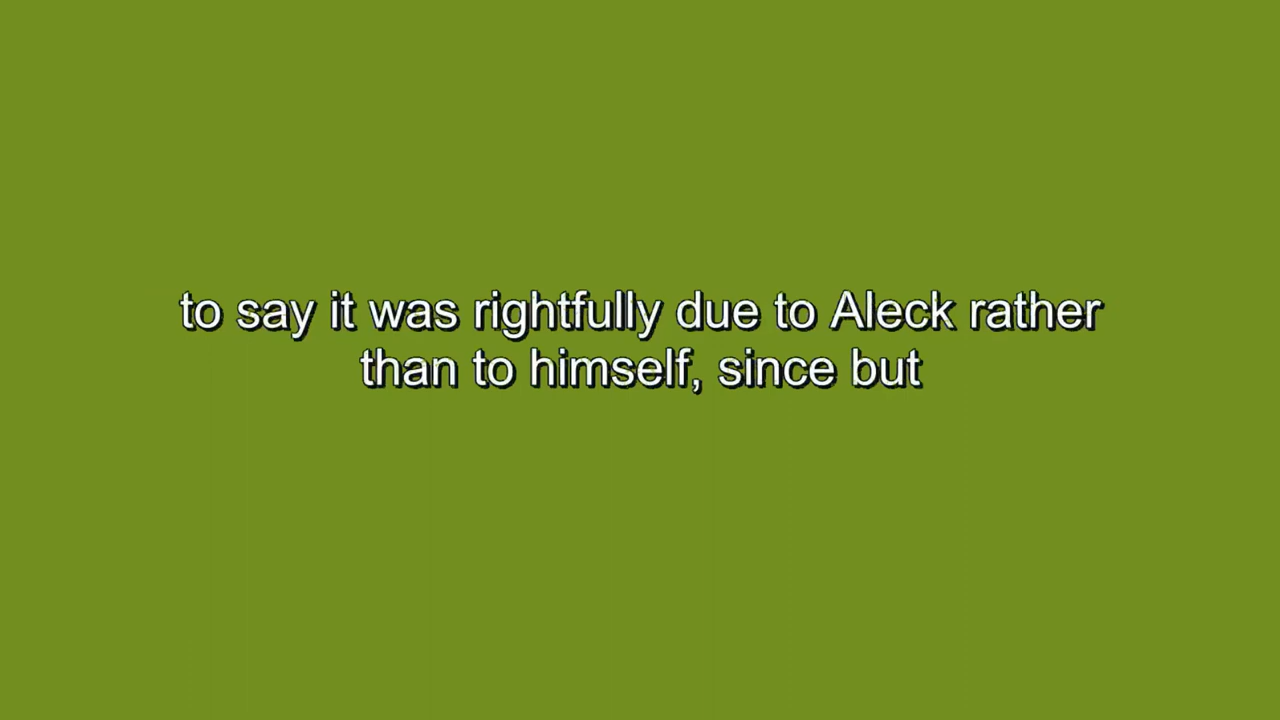 to say it was rightfully due to Aleck rather
than to himself, since but